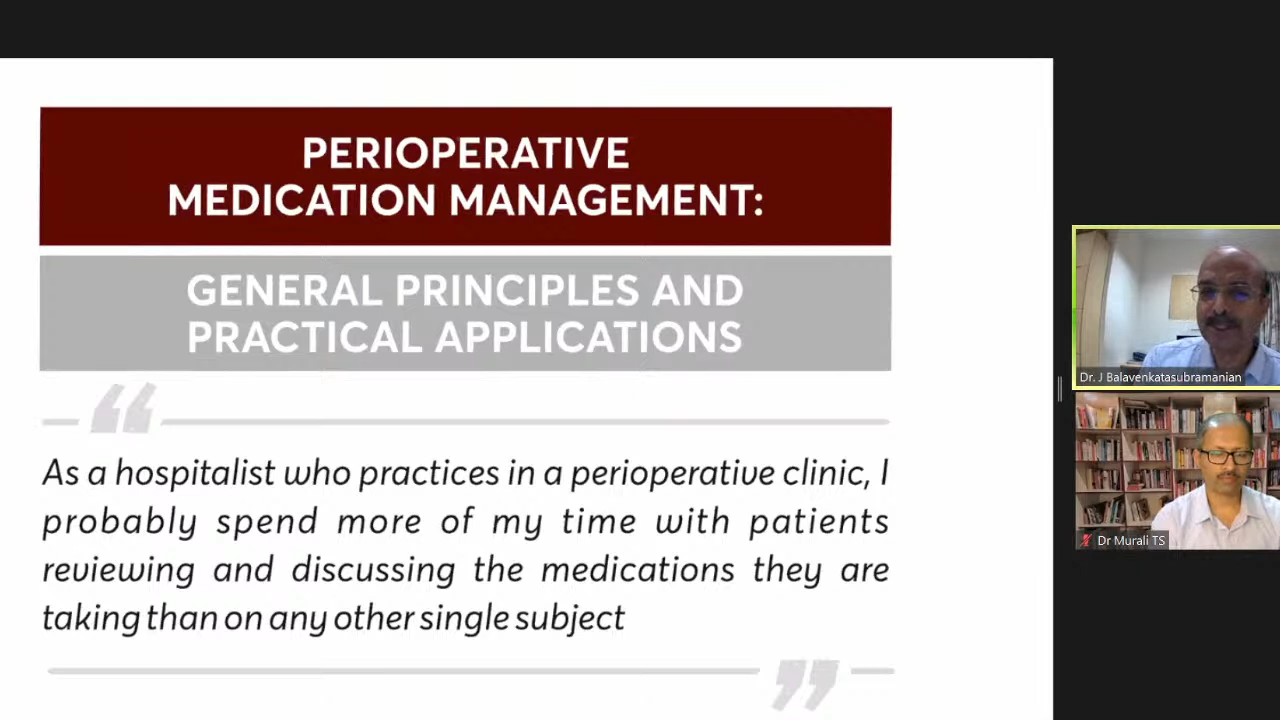 PERIOPERATIVE
MEDICATION MANAGEMENT:
GENERAL PRINCIPLES AND
PRACTICAL APPLICATIONS
“
As a hospitalist who practices in a perioperative clinic, I
probably spend more of my time with patients
reviewing and discussing the medications they are
taking than on any other single subject
”
Dr. J Balavenkatasubramanian
Dr Murali TS